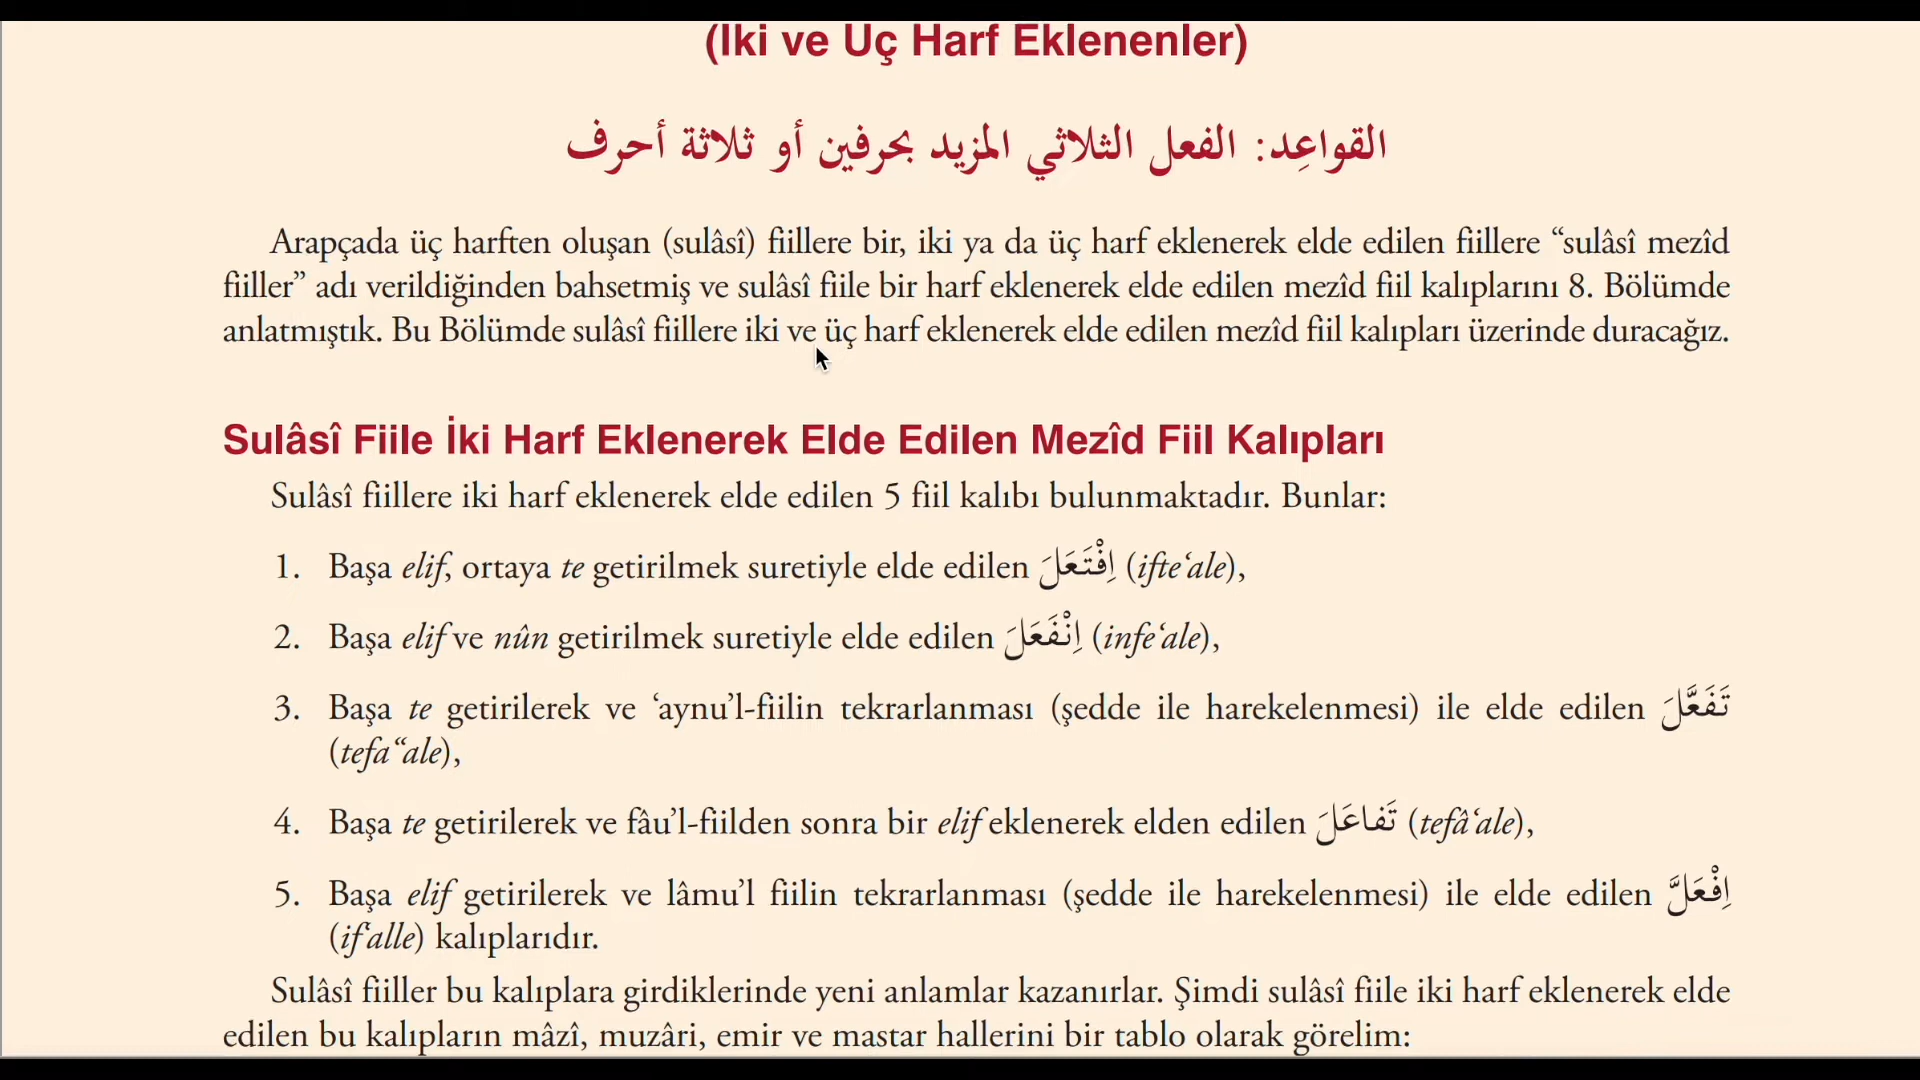 (İki ve Üç Harf Eklenenler)
القواعِد: الفعل الثلاثي المزيد بحرفين أو ثلاثة أحرف
Arapçada üç harften oluşan (sulâsî) fiillere bir, iki ya da üç harf eklenerek elde edilen fiillere “sulâsî mezîd
fiiller” adı verildiğinden bahsetmiş ve sulâsî fiile bir harf eklenerek elde edilen mezîd fiil kalıplarını 8. Bölümde
anlatmıştık. Bu Bölümde sulâsî fiillere iki ve üç harf eklenerek elde edilen mezîd fiil kalıpları üzerinde duracağız.
Sulâsî Fiile İki Harf Eklenerek Elde Edilen Mezîd Fiil Kalıpları
Sulâsî fiillere iki harf eklenerek elde edilen 5 fiil kalıbı bulunmaktadır. Bunlar:
1. Başa elif, ortaya te getirilmek suretiyle elde edilen اِفْتَعَلَ (ifte‘ale),
2. Başa elif ve nûn getirilmek suretiyle elde edilen اِنْفَعَلَ (infe‘ale),
3. Başa te getirilerek ve ‘aynu’l-fiilin tekrarlanması (şedde ile harekelenmesi) ile elde edilen تَفَعَّلَ
(tefa“ale),
4. Başa te getirilerek ve fâu’l-fiilden sonra bir elif eklenerek elden edilen تَفاعَلَ (tefâ‘ale),
5. Başa elif getirilerek ve lâmu’l fiilin tekrarlanması (şedde ile harekelenmesi) ile elde edilen اِفْعَلَّ
(if‘alle) kalıplarıdır.
Sulâsî fiiller bu kalıplara girdiklerinde yeni anlamlar kazanırlar. Şimdi sulâsî fiile iki harf eklenerek elde
edilen bu kalıpların mâzî, muzâri, emir ve mastar hallerini bir tablo olarak görelim: